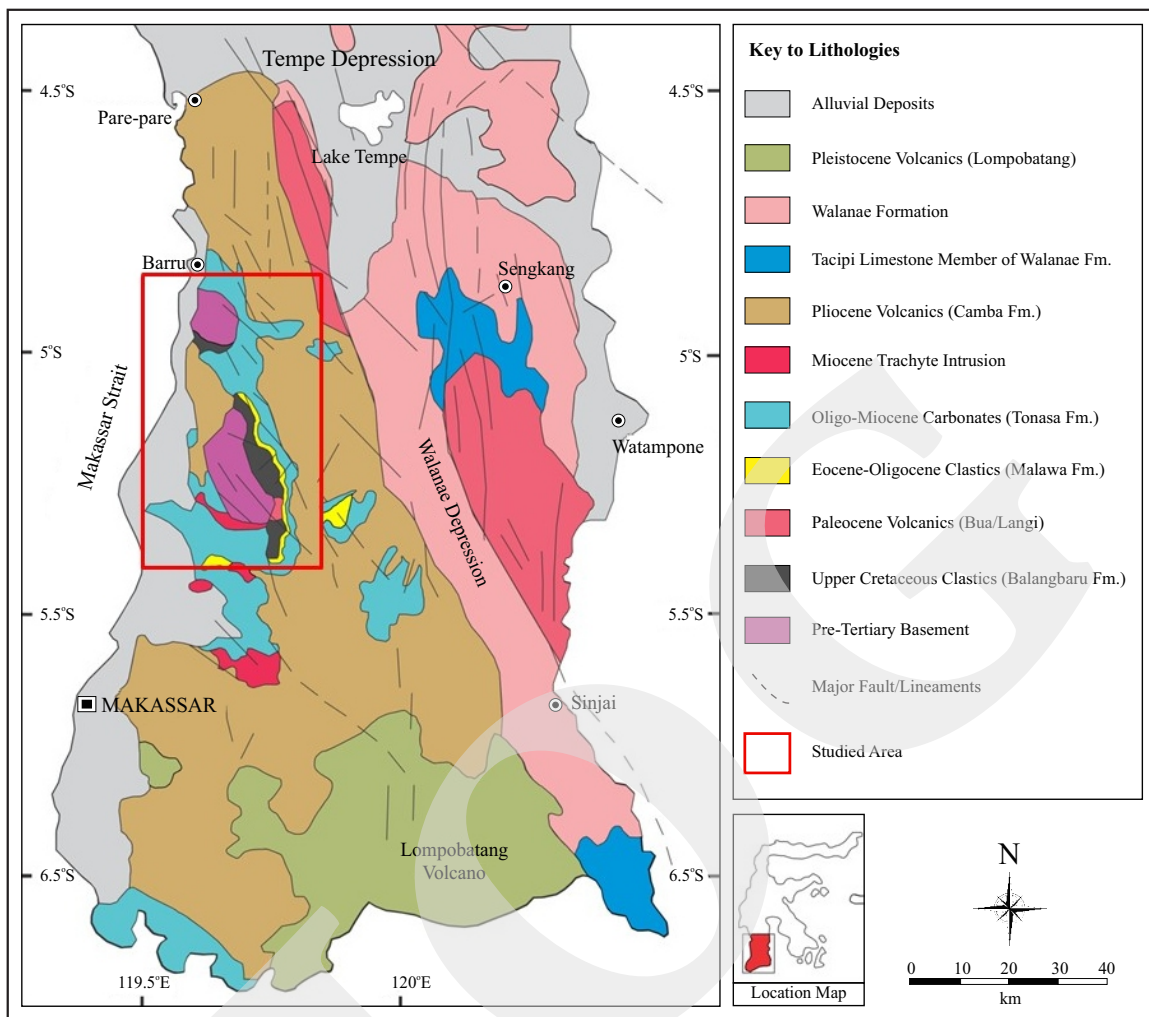 Tempe Depression
4.5°S
Pare-pare
Lake Tempe
Barru
Sengkang
5°S
Makassar Strait
Walanae Depression
Watampone
5.5°S
MAKASSAR
Sinjai
Lompobatang
Volcano
6.5°S
119.5°E
120°E
4.5°S
5°S
5.5°S
6.5°S
Key to Lithologies
Alluvial Deposits
Pleistocene Volcanics (Lompobatang)
Walanae Formation
Tacipi Limestone Member of Walanae Fm.
Pliocene Volcanics (Camba Fm.)
Miocene Trachyte Intrusion
Oligo-Miocene Carbonates (Tonasa Fm.)
Eocene-Oligocene Clastics (Malawa Fm.)
Paleocene Volcanics (Bua/Langi)
Upper Cretaceous Clastics (Balangbaru Fm.)
Pre-Tertiary Basement
Major Fault/Lineaments
Studied Area
Location Map
N
0 10 20 30 40
km
G